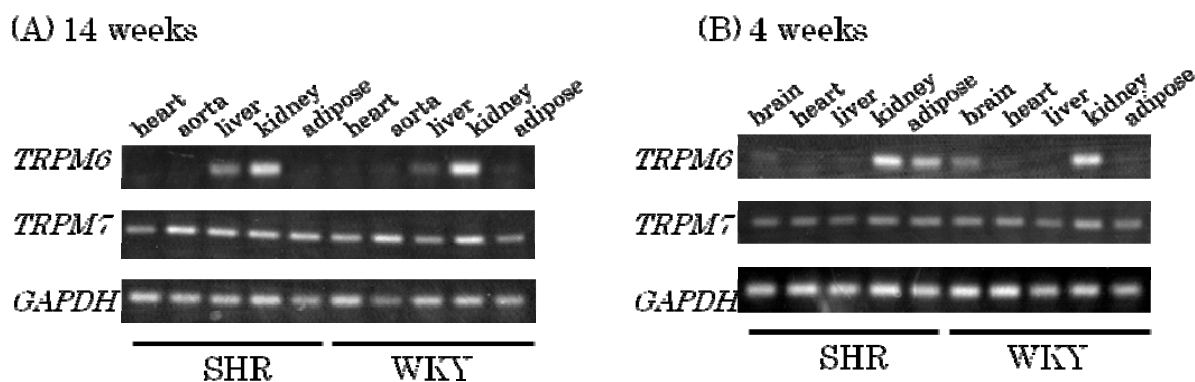 (A) 14 weeks
heart aorta liver kidney adipose heart aorta liver kidney adipose
TRPM6
TRPM7
GAPDH
SHR WKY
(B) 4 weeks
brain heart liver kidney adipose brain heart liver kidney adipose
TRPM6
TRPM7
GAPDH
SHR WKY